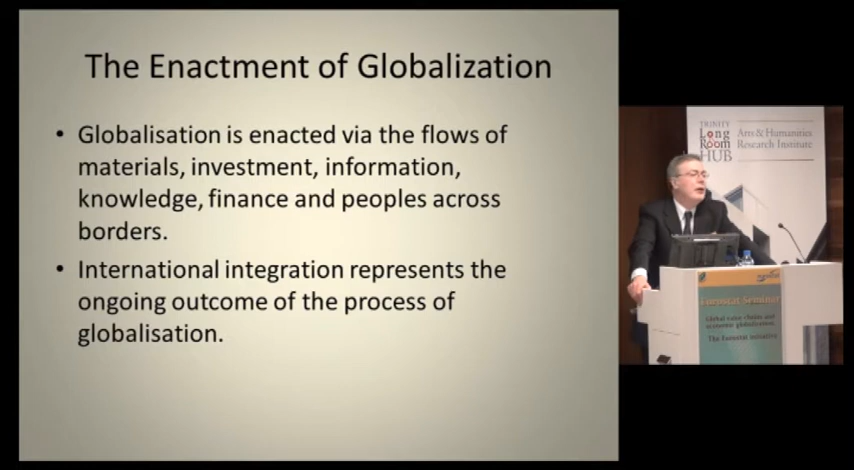 The Enactment of Globalization
• Globalisation is enacted via the flows of
materials, investment, information,
knowledge, finance and peoples across
borders.
• International integration represents the
ongoing outcome of the process of
globalisation.
TRINITY
Long
Room
HUB
Arts & Humanities
Research Institute
Eurostat Seminar
Global value chains and
economic globalisation
The Eurostat initiative